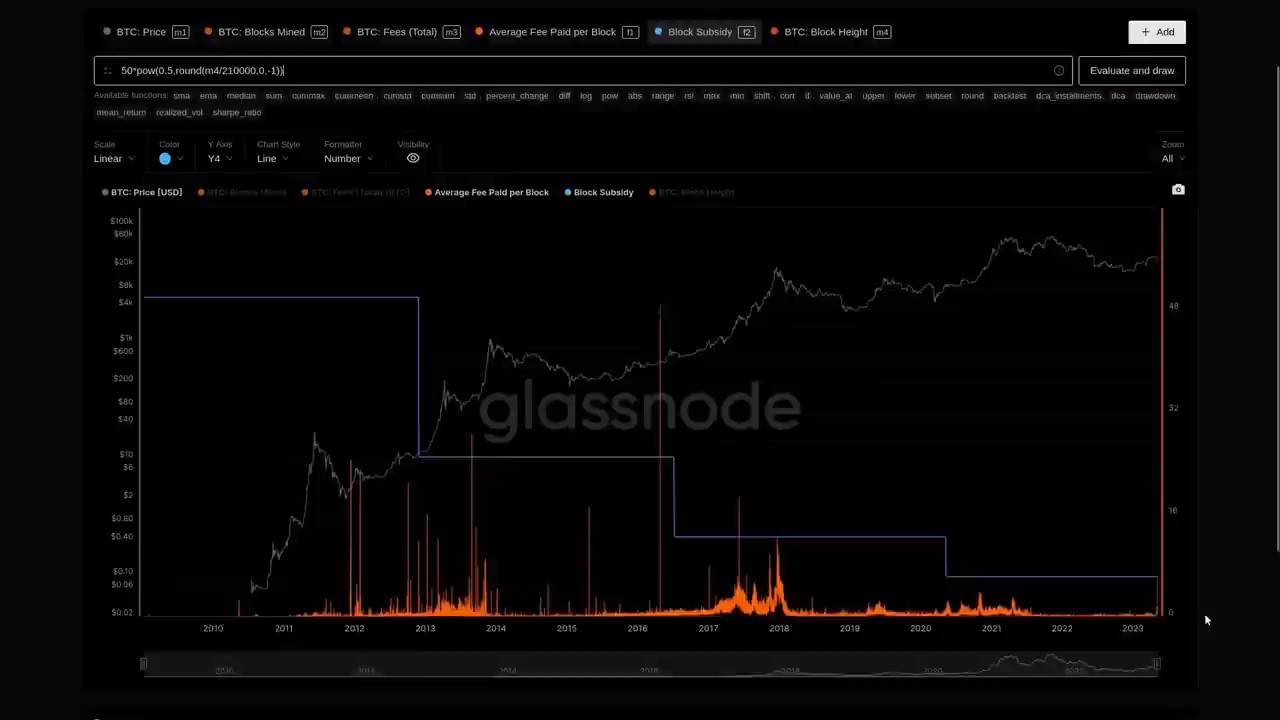 BTC: Price m1 BTC: Blocks Mined m2 BTC: Fees (Total) m3 Average Fee Paid per Block f1 Block Subsidy f2 BTC: Block Height m4 + Add
50*pow(0.5,round(m4/210000,0,-1)) Evaluate and draw
Available functions: sma ema median sum cummax cummean cumstd cumsum std percent_change diff log pow abs range rsi max min shift corr if value_at upper lower subset round backtest dca_installments dca drawdown
mean_return realized_vol sharpe_ratio
Scale Color Y Axis Chart Style Formatter Visibility Zoom
Linear Y4 Line Number All
BTC: Price [USD] BTC: Blocks Mined BTC: Fees (Total) [BTC] Average Fee Paid per Block Block Subsidy BTC: Block Height
$100k
$60k
$20k
$8k
$4k
$1k
$600
$200
$80
$40
$10
$6
$2
$0.80
$0.40
$0.10
$0.06
$0.02
glassnode
48
32
16
0
2010 2011 2012 2013 2014 2015 2016 2017 2018 2019 2020 2021 2022 2023
2010 2012 2014 2016 2018 2020 2022